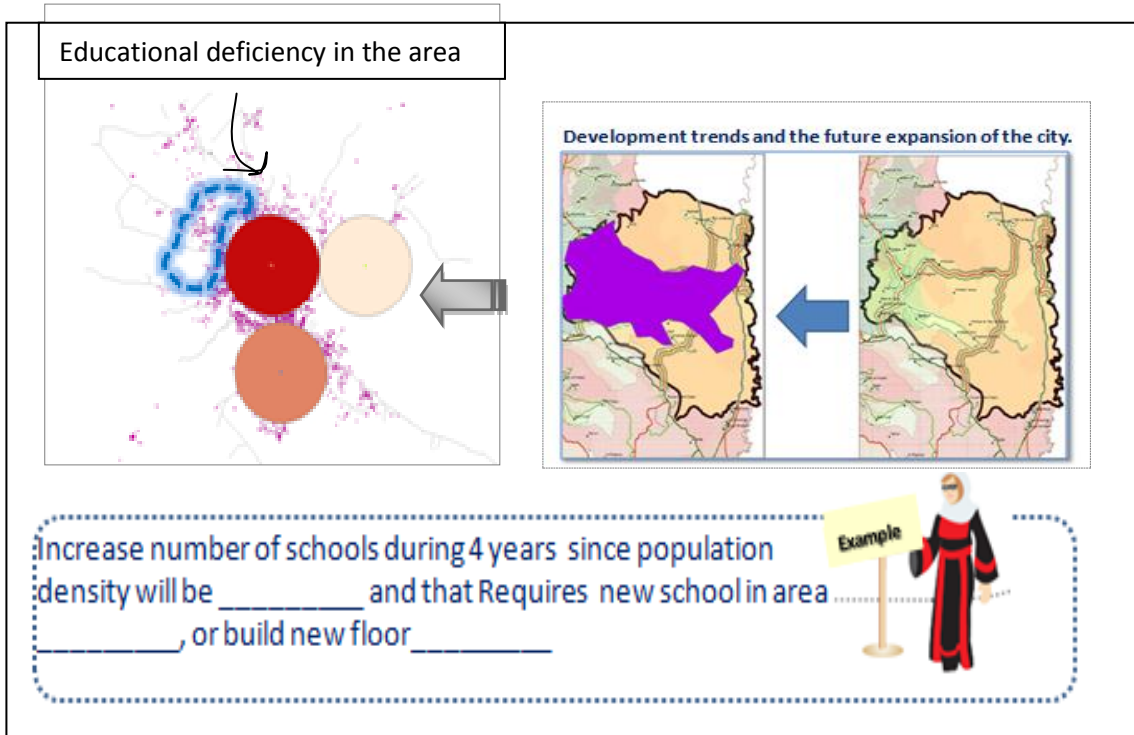 Educational deficiency in the area
Development trends and the future expansion of the city.
Example
Increase number of schools during 4 years since population
density will be _________ and that Requires new school in area
_________, or build new floor_________